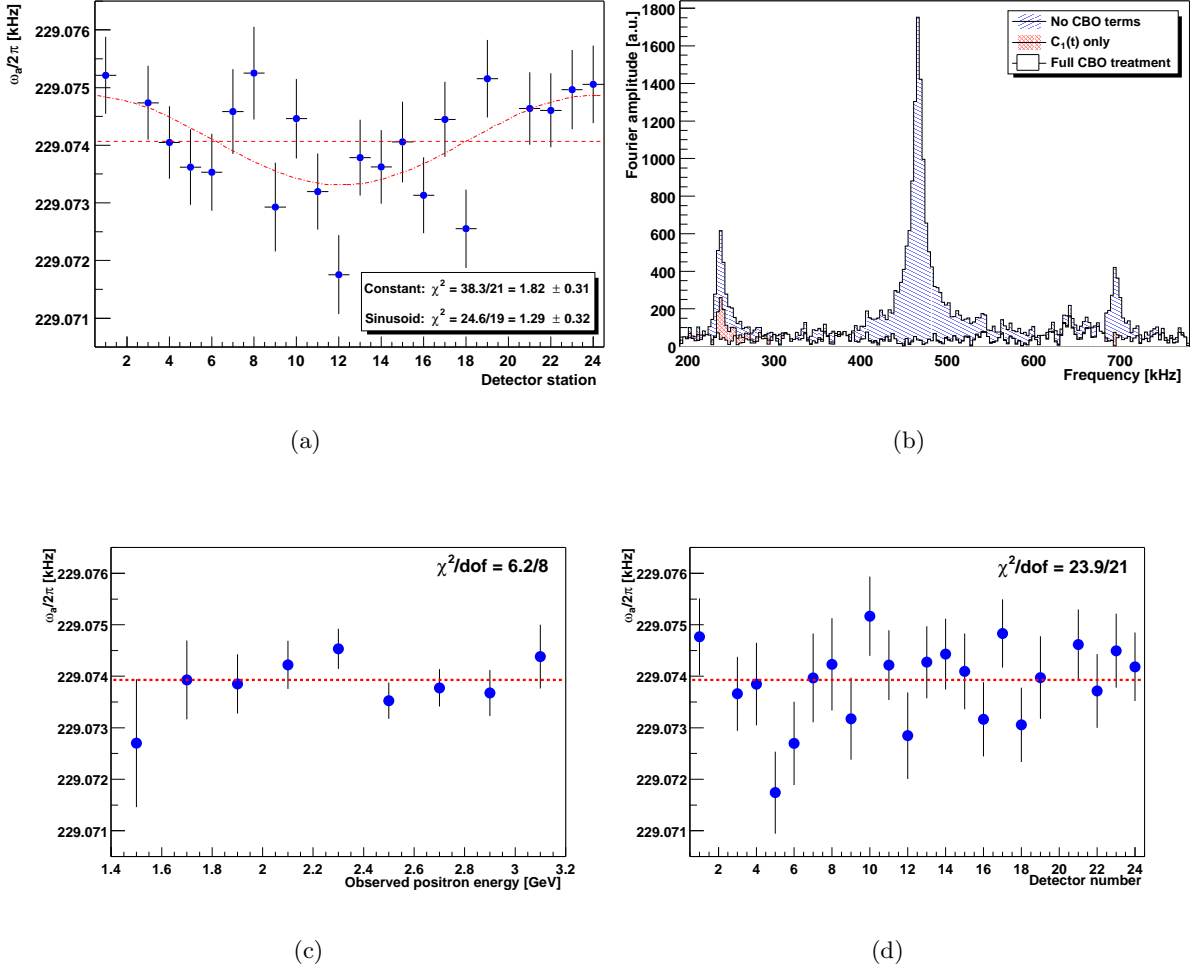 ωₐ/2π [kHz]
229.076
229.075
229.074
229.073
229.072
229.071
Constant: χ² = 38.3/21 = 1.82 ± 0.31
Sinusoid: χ² = 24.6/19 = 1.29 ± 0.32
2 4 6 8 10 12 14 16 18 20 22 24
Detector station
(a)
Fourier amplitude [a.u.]
1800
1600
1400
1200
1000
800
600
400
200
0
No CBO terms
C₁(t) only
Full CBO treatment
200 300 400 500 600 700
Frequency [kHz]
(b)
ωₐ/2π [kHz]
229.076
229.075
229.074
229.073
229.072
229.071
χ²/dof = 6.2/8
1.4 1.6 1.8 2 2.2 2.4 2.6 2.8 3 3.2
Observed positron energy [GeV]
(c)
ωₐ/2π [kHz]
229.076
229.075
229.074
229.073
229.072
229.071
χ²/dof = 23.9/21
2 4 6 8 10 12 14 16 18 20 22 24
Detector number
(d)